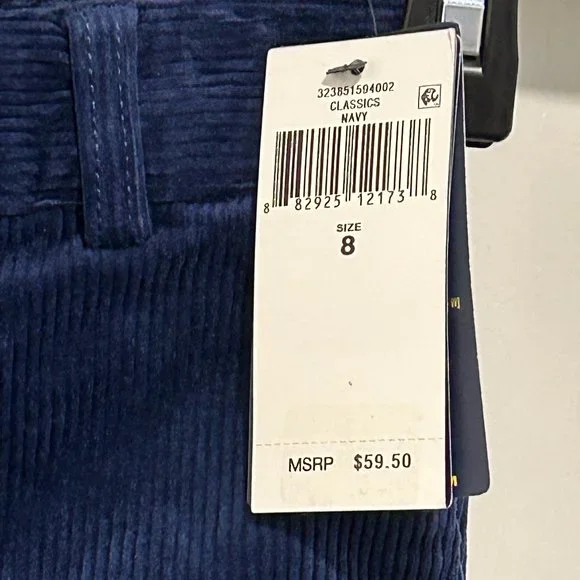 323851594002
CLASSICS
NAVY
8 82925 12173 8
SIZE
8
MSRP $59.50